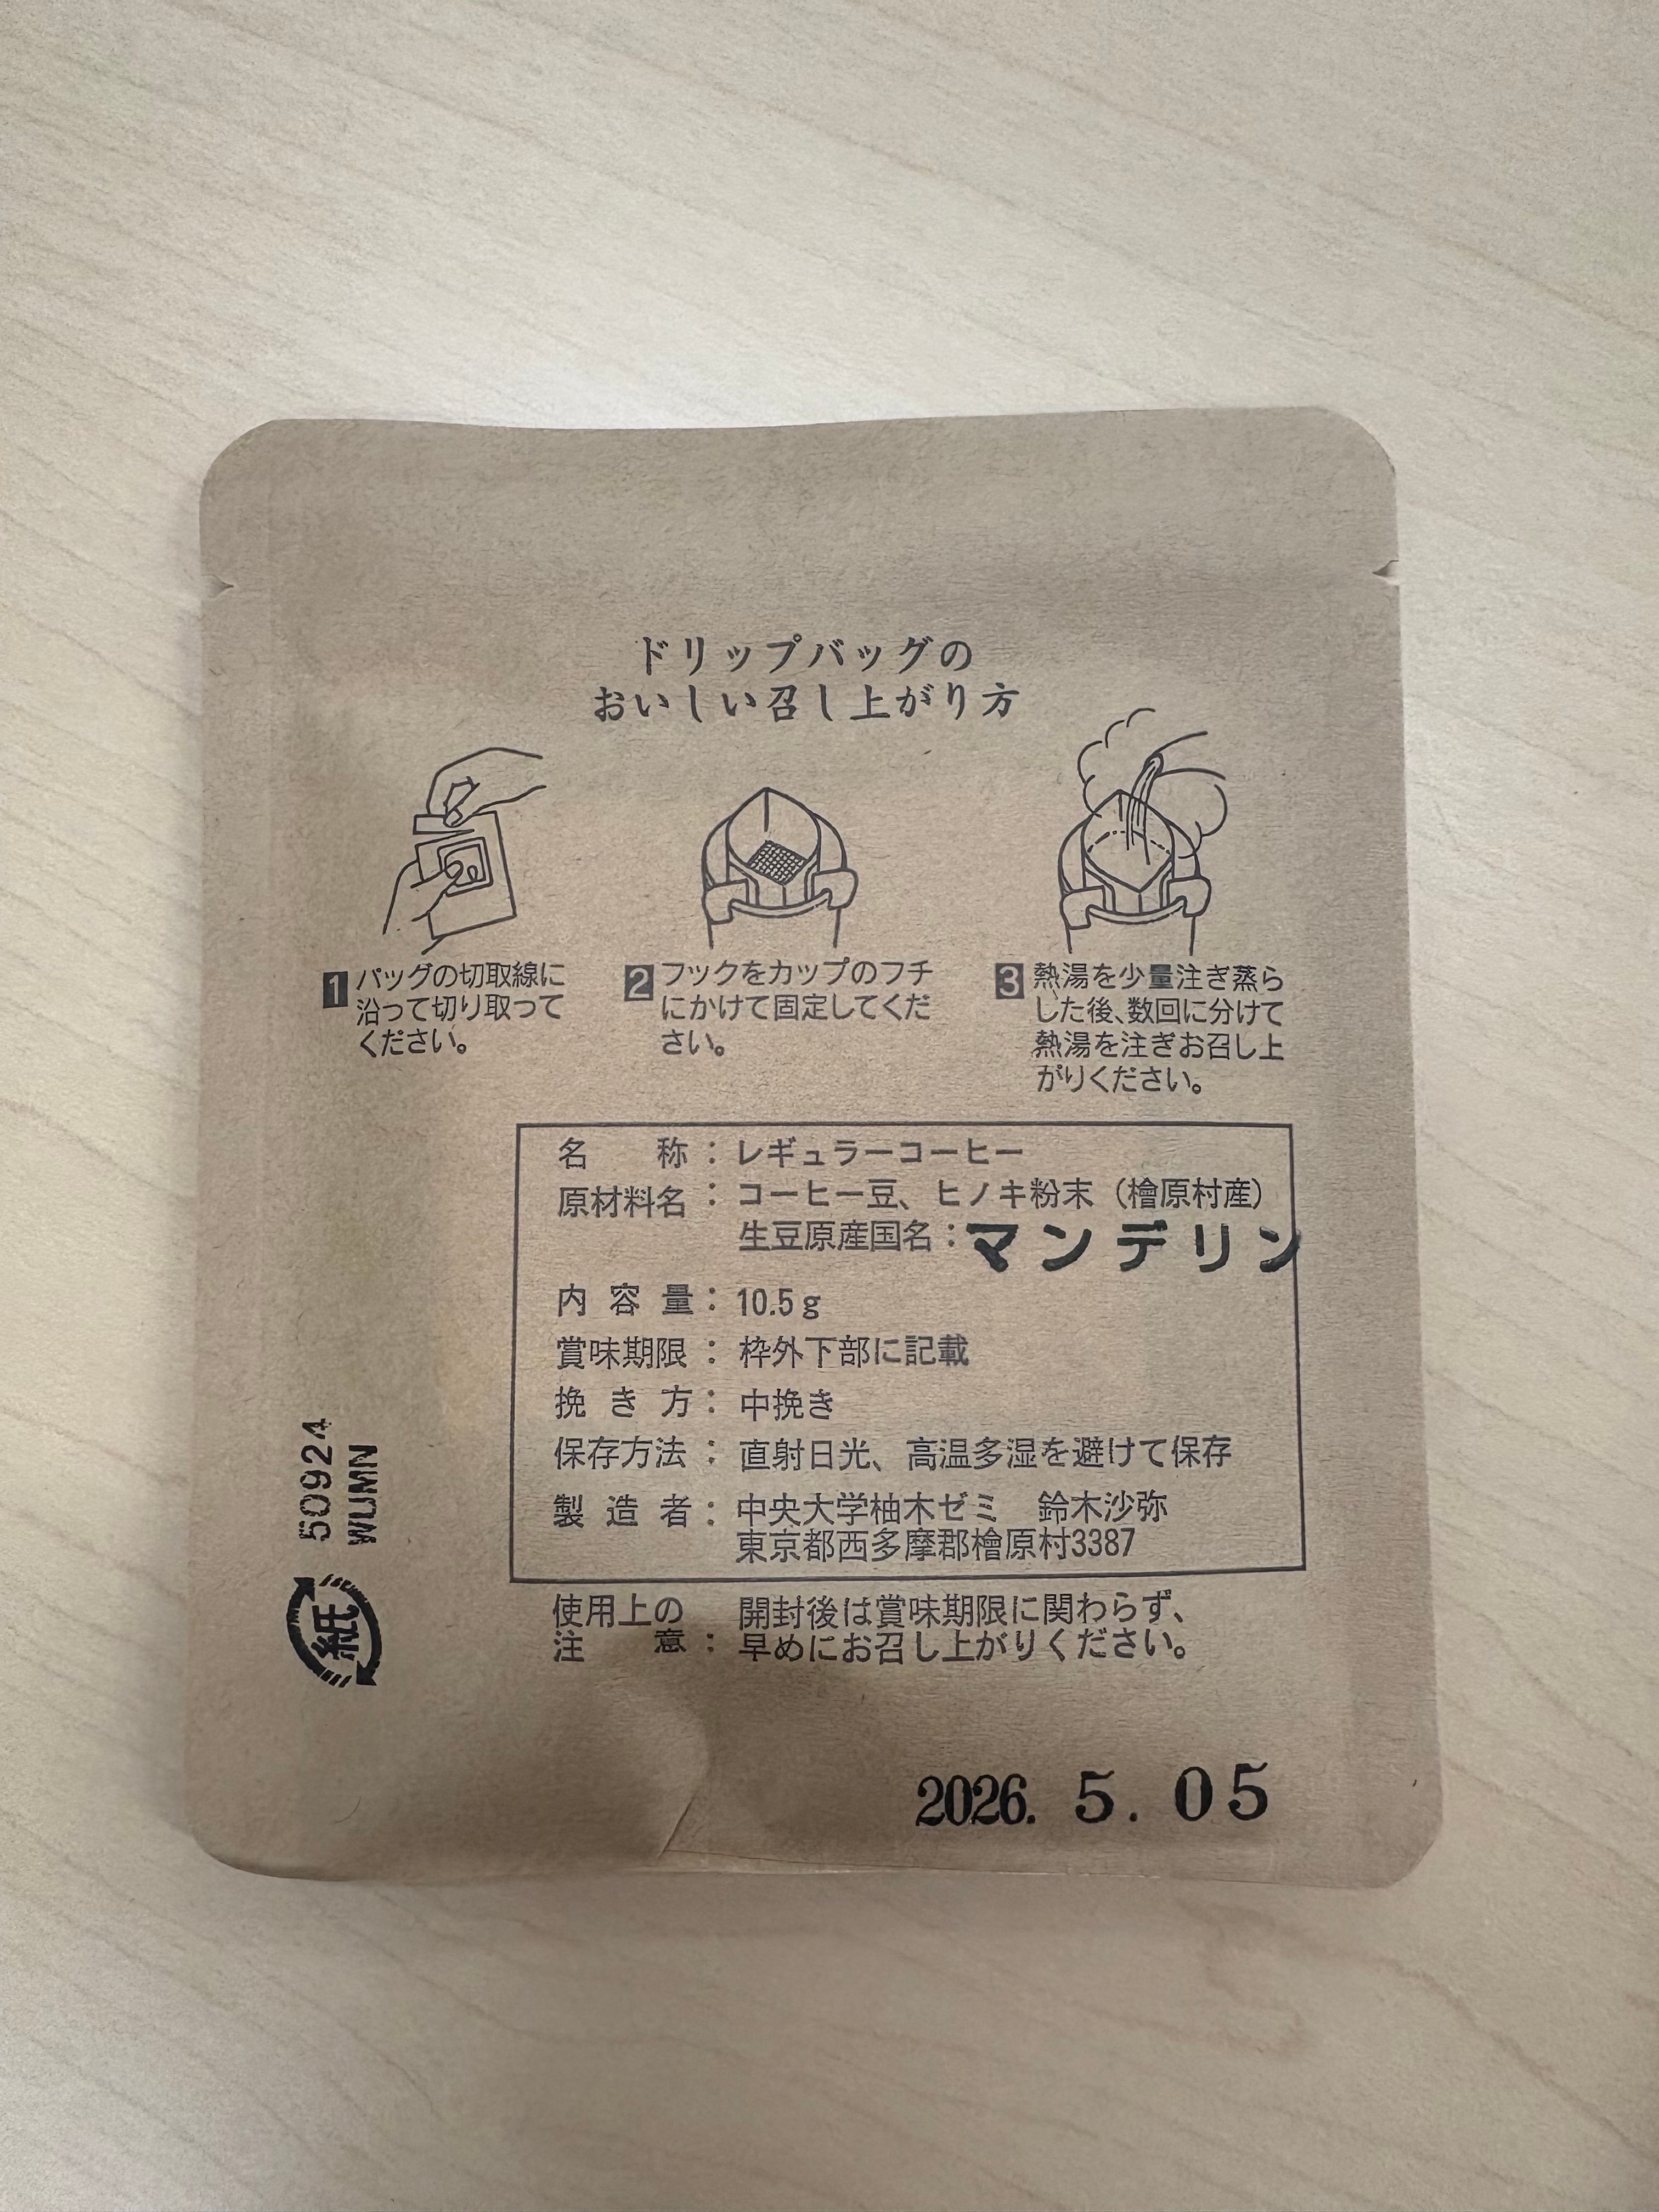 ドリップバッグの
おいしい召し上がり方
1 バッグの切取線に
沿って切り取って
ください。
2 フックをカップのフチ
にかけて固定してくだ
さい。
3 熱湯を少量注ぎ蒸ら
した後、数回に分けて
熱湯を注ぎお召し上
がりください。
名　称：レギュラーコーヒー
原材料名：コーヒー豆、ヒノキ粉末（檜原村産）
生豆原産国名：マンデリン
内容量：10.5g
賞味期限：枠外下部に記載
挽き方：中挽き
保存方法：直射日光、高温多湿を避けて保存
製造者：中央大学柚木ゼミ　鈴木沙弥
東京都西多摩郡檜原村3387
使用上の　開封後は賞味期限に関わらず、
注　意：早めにお召し上がりください。
50924
WUMN
紙
2026. 5. 05